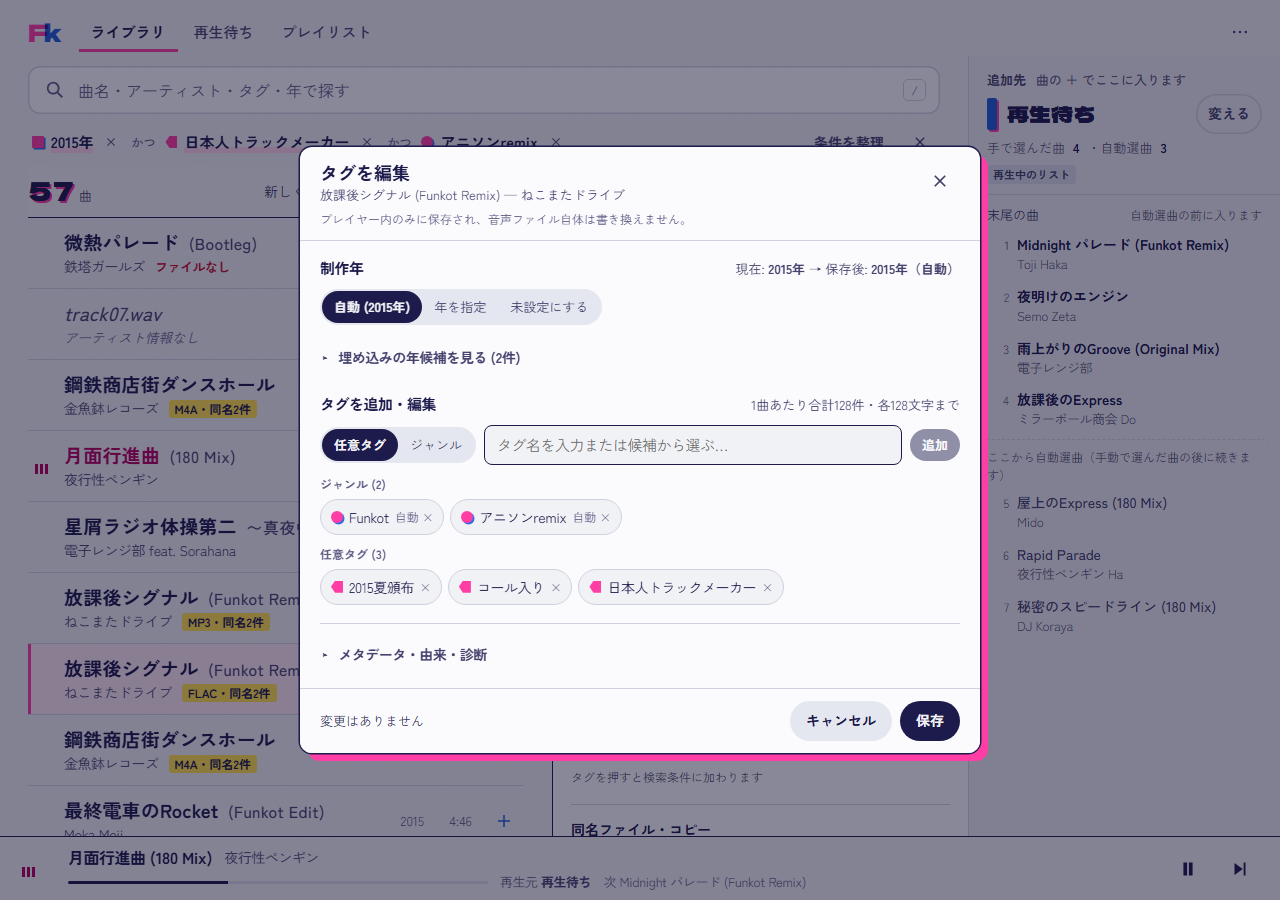 Fk ライブラリ 再生待ち プレイリスト …
曲名・アーティスト・タグ・年で探す /
2015年 × かつ 日本人トラックメーカー × かつ アニソンremix × 条件を整理 ×
57 曲 新しく
微熱パレード (Bootleg)
鉄塔ガールズ ファイルなし
track07.wav
アーティスト情報なし
鋼鉄商店街ダンスホール
金魚鉢レコーズ M4A・同名2件
月面行進曲 (180 Mix)
夜行性ペンギン
星屑ラジオ体操第二 〜真夜
電子レンジ部 feat. Sorahana
放課後シグナル (Funkot Rem
ねこまたドライブ MP3・同名2件
放課後シグナル (Funkot Rem
ねこまたドライブ FLAC・同名2件
鋼鉄商店街ダンスホール
金魚鉢レコーズ M4A・同名2件
最終電車のRocket (Funkot Edit) 2015 4:46 +
Moka Moji
タグを編集
放課後シグナル (Funkot Remix) — ねこまたドライブ
プレイヤー内のみに保存され、音声ファイル自体は書き換えません。
×
制作年 現在: 2015年 → 保存後: 2015年（自動）
自動 (2015年) 年を指定 未設定にする
▸ 埋め込みの年候補を見る (2件)
タグを追加・編集 1曲あたり合計128件・各128文字まで
任意タグ ジャンル タグ名を入力または候補から選ぶ… 追加
ジャンル (2)
Funkot 自動 × アニソンremix 自動 ×
任意タグ (3)
2015夏頒布 × コール入り × 日本人トラックメーカー ×
▸ メタデータ・由来・診断
変更はありません キャンセル 保存
タグを押すと検索条件に加わります
同名ファイル・コピー
追加先 曲の ＋ でここに入ります
再生待ち 変える
手で選んだ曲 4 ・自動選曲 3
再生中のリスト
末尾の曲 自動選曲の前に入ります
1 Midnight パレード (Funkot Remix)
Toji Haka
2 夜明けのエンジン
Semo Zeta
3 雨上がりのGroove (Original Mix)
電子レンジ部
4 放課後のExpress
ミラーボール商会 Do
ここから自動選曲（手動で選んだ曲の後に続きま
す）
5 屋上のExpress (180 Mix)
Mido
6 Rapid Parade
夜行性ペンギン Ha
7 秘密のスピードライン (180 Mix)
DJ Koraya
月面行進曲 (180 Mix) 夜行性ペンギン
再生元 再生待ち 次 Midnight パレード (Funkot Remix)